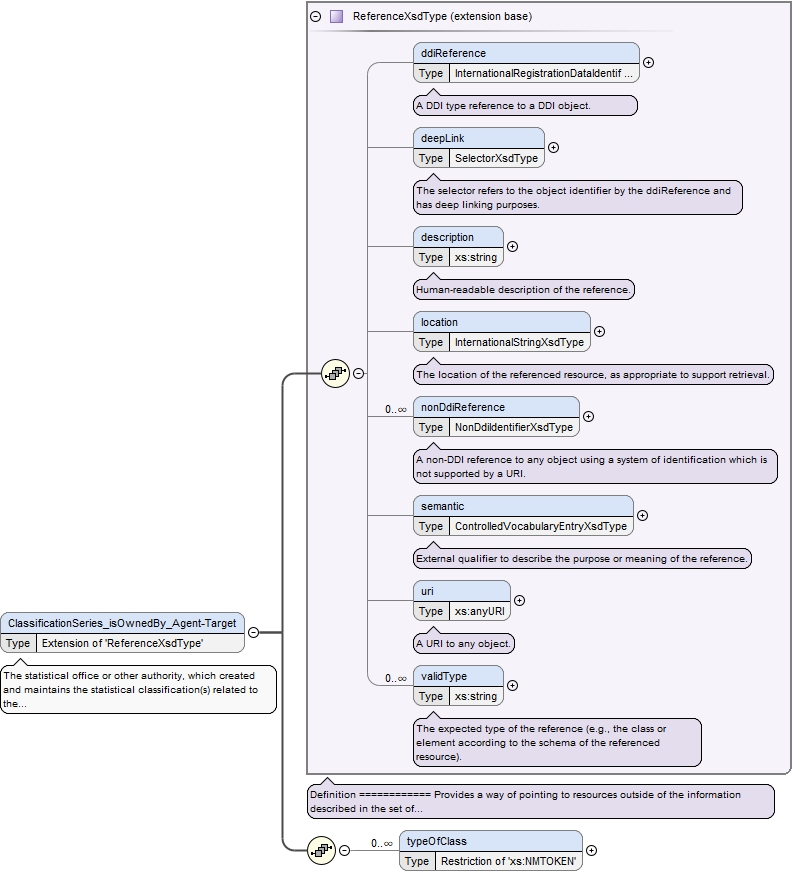 ReferenceXsdType (extension base)
ddiReference
Type InternationalRegistrationDataIdentif ...
A DDI type reference to a DDI object.
deepLink
Type SelectorXsdType
The selector refers to the object identifier by the ddiReference and
has deep linking purposes.
description
Type xs:string
Human-readable description of the reference.
location
Type InternationalStringXsdType
The location of the referenced resource, as appropriate to support retrieval.
0..∞ nonDdiReference
Type NonDdiIdentifierXsdType
A non-DDI reference to any object using a system of identification which is
not supported by a URI.
semantic
Type ControlledVocabularyEntryXsdType
External qualifier to describe the purpose or meaning of the reference.
uri
Type xs:anyURI
A URI to any object.
0..∞ validType
Type xs:string
The expected type of the reference (e.g., the class or
element according to the schema of the referenced
resource).
ClassificationSeries_isOwnedBy_Agent-Target
Type Extension of 'ReferenceXsdType'
The statistical office or other authority, which created
and maintains the statistical classification(s) related to
the...
Definition ============ Provides a way of pointing to resources outside of the information
described in the set of...
0..∞ typeOfClass
Type Restriction of 'xs:NMTOKEN'